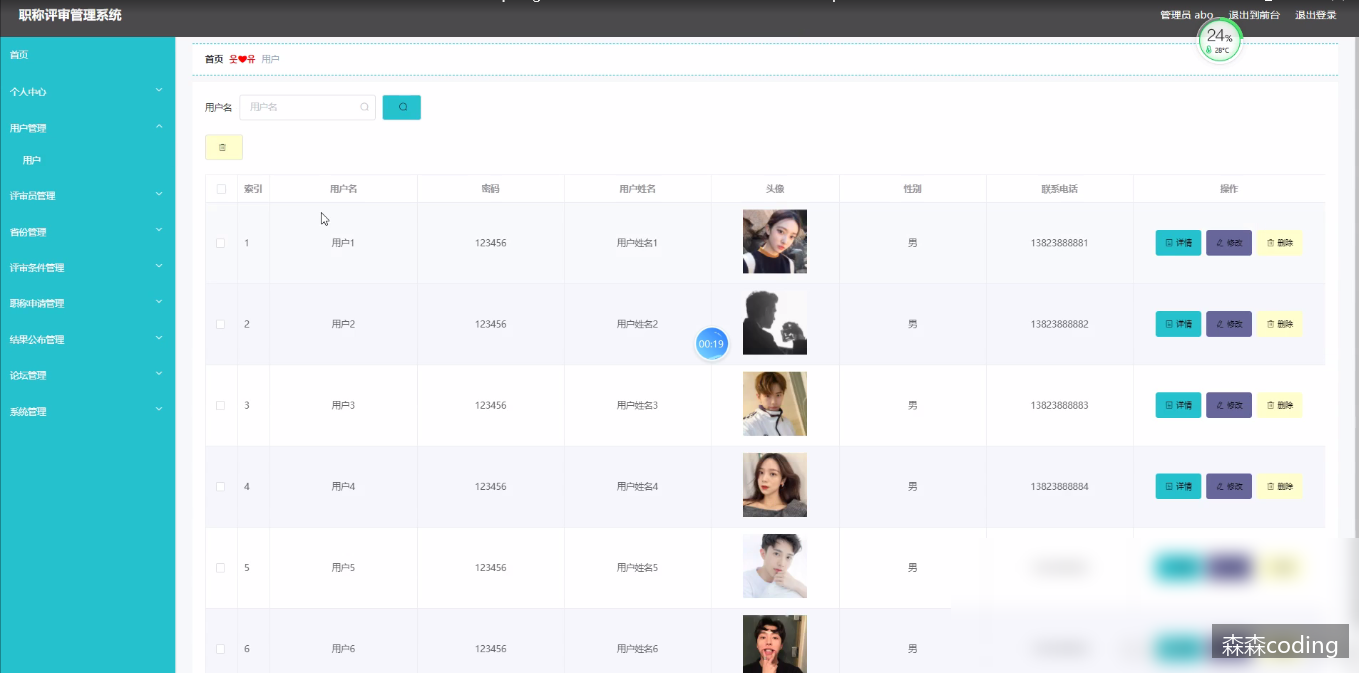 职称评审管理系统
管理员 abo 退出到前台 退出登录
24%
28°C
首页
个人中心
用户管理
用户
评审员管理
省份管理
评审条件管理
职称申请管理
结果公布管理
论坛管理
系统管理
首页 웃❤유 用户
用户名 用户名
索引 用户名 密码 用户姓名 头像 性别 联系电话 操作
1 用户1 123456 用户姓名1 男 13823888881 详情 修改 删除
2 用户2 123456 用户姓名2 男 13823888882 详情 修改 删除
00:19
3 用户3 123456 用户姓名3 男 13823888883 详情 修改 删除
4 用户4 123456 用户姓名4 男 13823888884 详情 修改 删除
5 用户5 123456 用户姓名5 男
6 用户6 123456 用户姓名6 男
森森coding